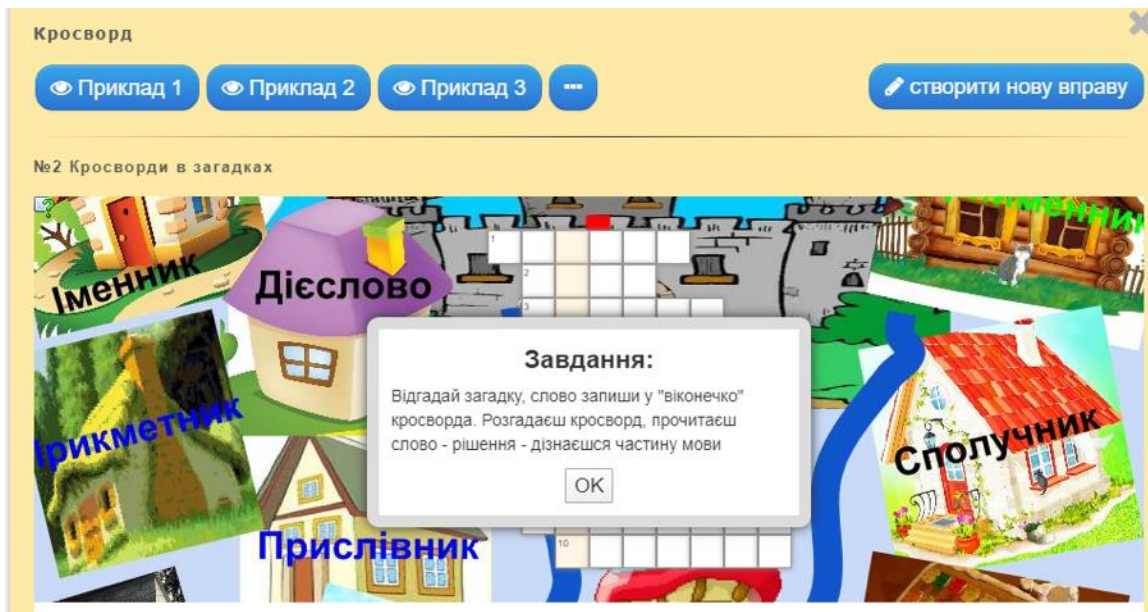 Кросворд
Приклад 1 Приклад 2 Приклад 3 ... створити нову вправу
№2 Кросворди в загадках
Іменник
Дієслово
1
2
3
Завдання:
Відгадай загадку, слово запиши у "віконечко"
кросворда. Розгадаєш кросворд, прочитаєш
слово - рішення - дізнаєшся частину мови
OK
Прикметник
Сполучник
Прислівник
10